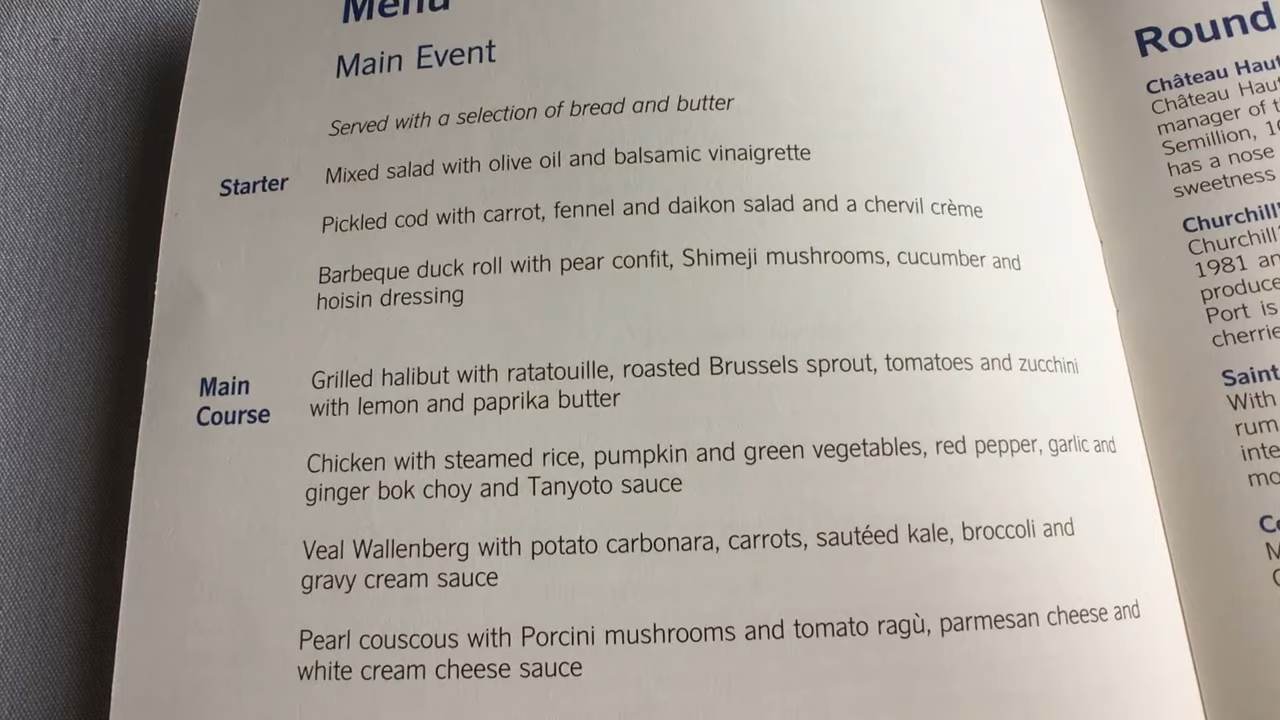 Menu
Main Event
Served with a selection of bread and butter
Starter
Mixed salad with olive oil and balsamic vinaigrette
Pickled cod with carrot, fennel and daikon salad and a chervil crème
Barbeque duck roll with pear confit, Shimeji mushrooms, cucumber and
hoisin dressing
Main
Course
Grilled halibut with ratatouille, roasted Brussels sprout, tomatoes and zucchini
with lemon and paprika butter
Chicken with steamed rice, pumpkin and green vegetables, red pepper, garlic and
ginger bok choy and Tanyoto sauce
Veal Wallenberg with potato carbonara, carrots, sautéed kale, broccoli and
gravy cream sauce
Pearl couscous with Porcini mushrooms and tomato ragù, parmesan cheese and
white cream cheese sauce
Round
Château Haut
Château Hau
manager of
Semillion,
has a nose
sweetness
Churchill'
Churchill'
1981 an
produce
Port is
cherrie
Saint
With
rum
inte
mo